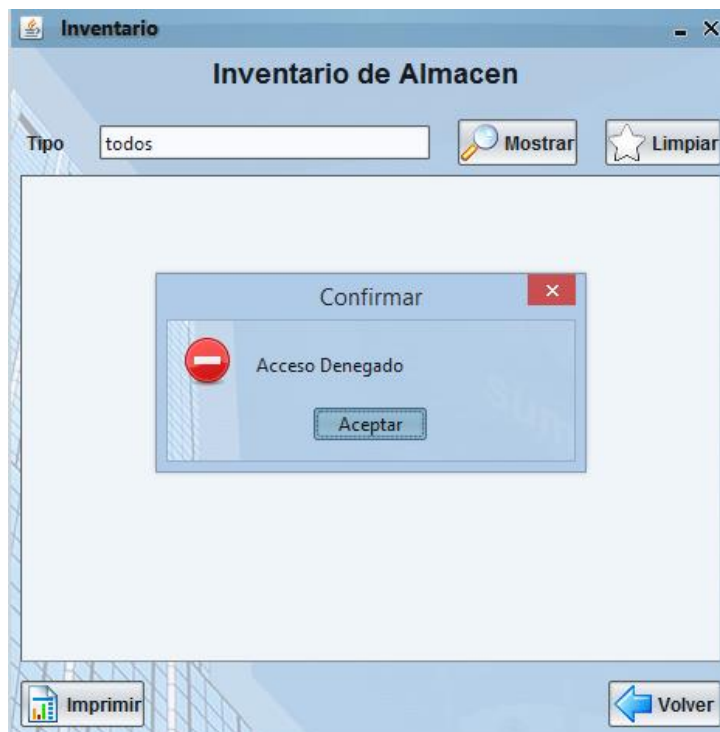 Inventario
Inventario de Almacen
Tipo todos Mostrar Limpiar
Confirmar
Acceso Denegado
Aceptar
Imprimir Volver